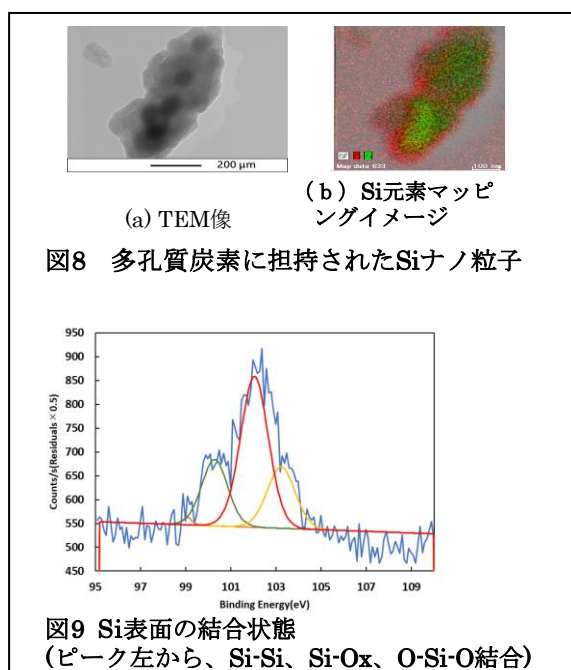 200 μm
Map data 633
100 nm
(a) TEM像
（b）Si元素マッピ
ングイメージ
図8　多孔質炭素に担持されたSiナノ粒子
950
900
850
800
750
700
650
600
550
500
450
Counts/s(Residuals×0.5)
95 97 99 101 103 105 107 109
Binding Energy(eV)
図9 Si表面の結合状態
(ピーク左から、Si-Si、Si-Ox、O-Si-O結合)